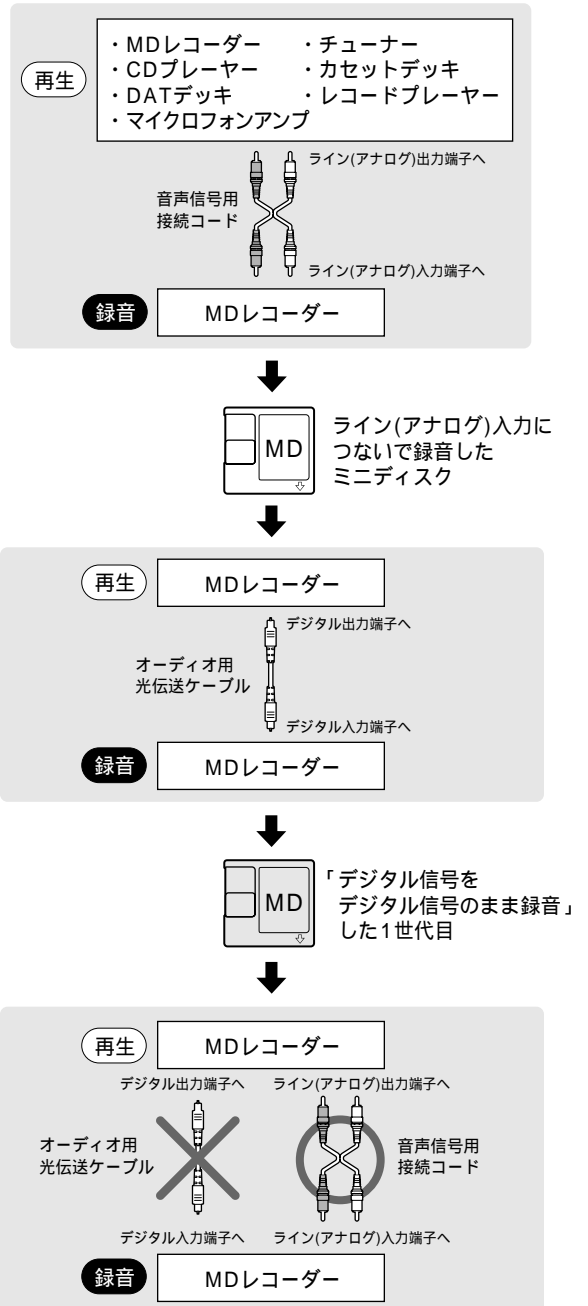 再生
・MDレコーダー ・チューナー
・CDプレーヤー ・カセットデッキ
・DATデッキ ・レコードプレーヤー
・マイクロフォンアンプ
ライン(アナログ)出力端子へ
音声信号用
接続コード
ライン(アナログ)入力端子へ
録音
MDレコーダー
MD
ライン(アナログ)入力に
つないで録音した
ミニディスク
再生
MDレコーダー
デジタル出力端子へ
オーディオ用
光伝送ケーブル
デジタル入力端子へ
録音
MDレコーダー
MD
「デジタル信号を
デジタル信号のまま録音」
した1世代目
再生
MDレコーダー
デジタル出力端子へ ライン(アナログ)出力端子へ
オーディオ用
光伝送ケーブル
音声信号用
接続コード
デジタル入力端子へ ライン(アナログ)入力端子へ
録音
MDレコーダー